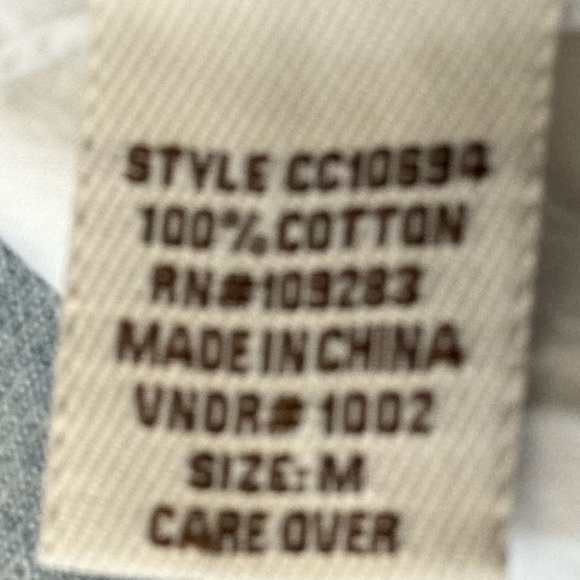 STYLE CC10694
100% COTTON
RN#109283
MADE IN CHINA
VNDR# 1002
SIZE: M
CARE OVER